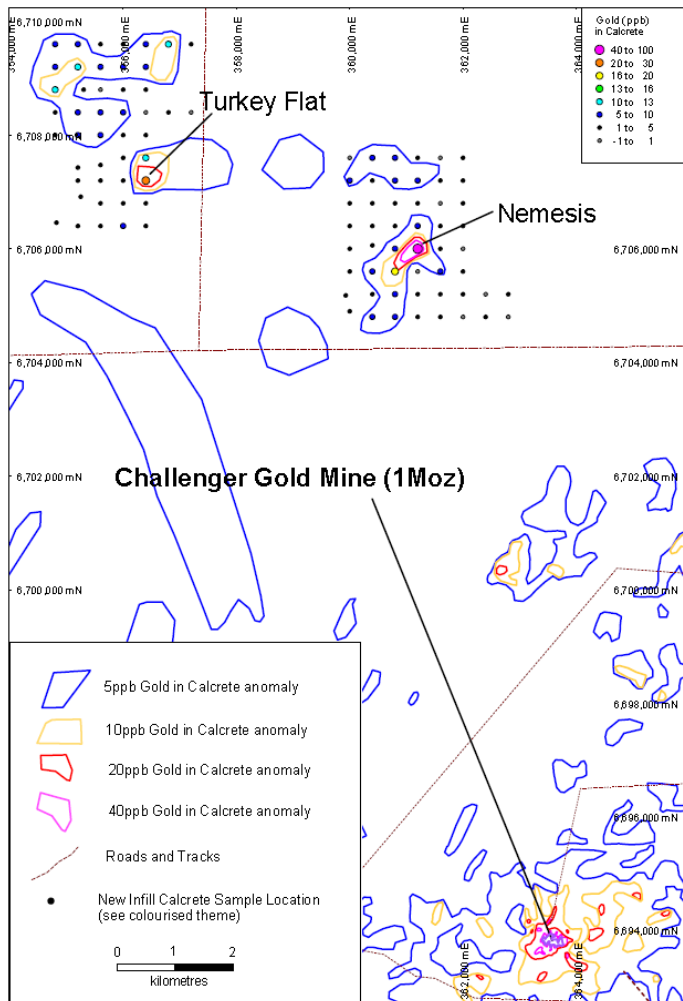 6,710,000 mN
354,000 mE
356,000 mE
358,000 mE
360,000 mE
362,000 mE
364,000 mE
Gold (ppb)
in Calcrete
40 to 100
20 to 30
16 to 20
13 to 16
10 to 13
5 to 10
1 to 5
-1 to 1
Turkey Flat
6,708,000 mN
6,708,000 mN
Nemesis
6,706,000 mN
6,706,000 mN
6,704,000 mN
6,704,000 mN
6,702,000 mN
6,702,000 mN
Challenger Gold Mine (1Moz)
6,700,000 mN
6,700,000 mN
5ppb Gold in Calcrete anomaly
10ppb Gold in Calcrete anomaly
20ppb Gold in Calcrete anomaly
40ppb Gold in Calcrete anomaly
Roads and Tracks
New Infill Calcrete Sample Location
(see colourised theme)
0 1 2
kilometres
6,698,000 mN
6,696,000 mN
6,694,000 mN
362,000 mE
364,000 mE